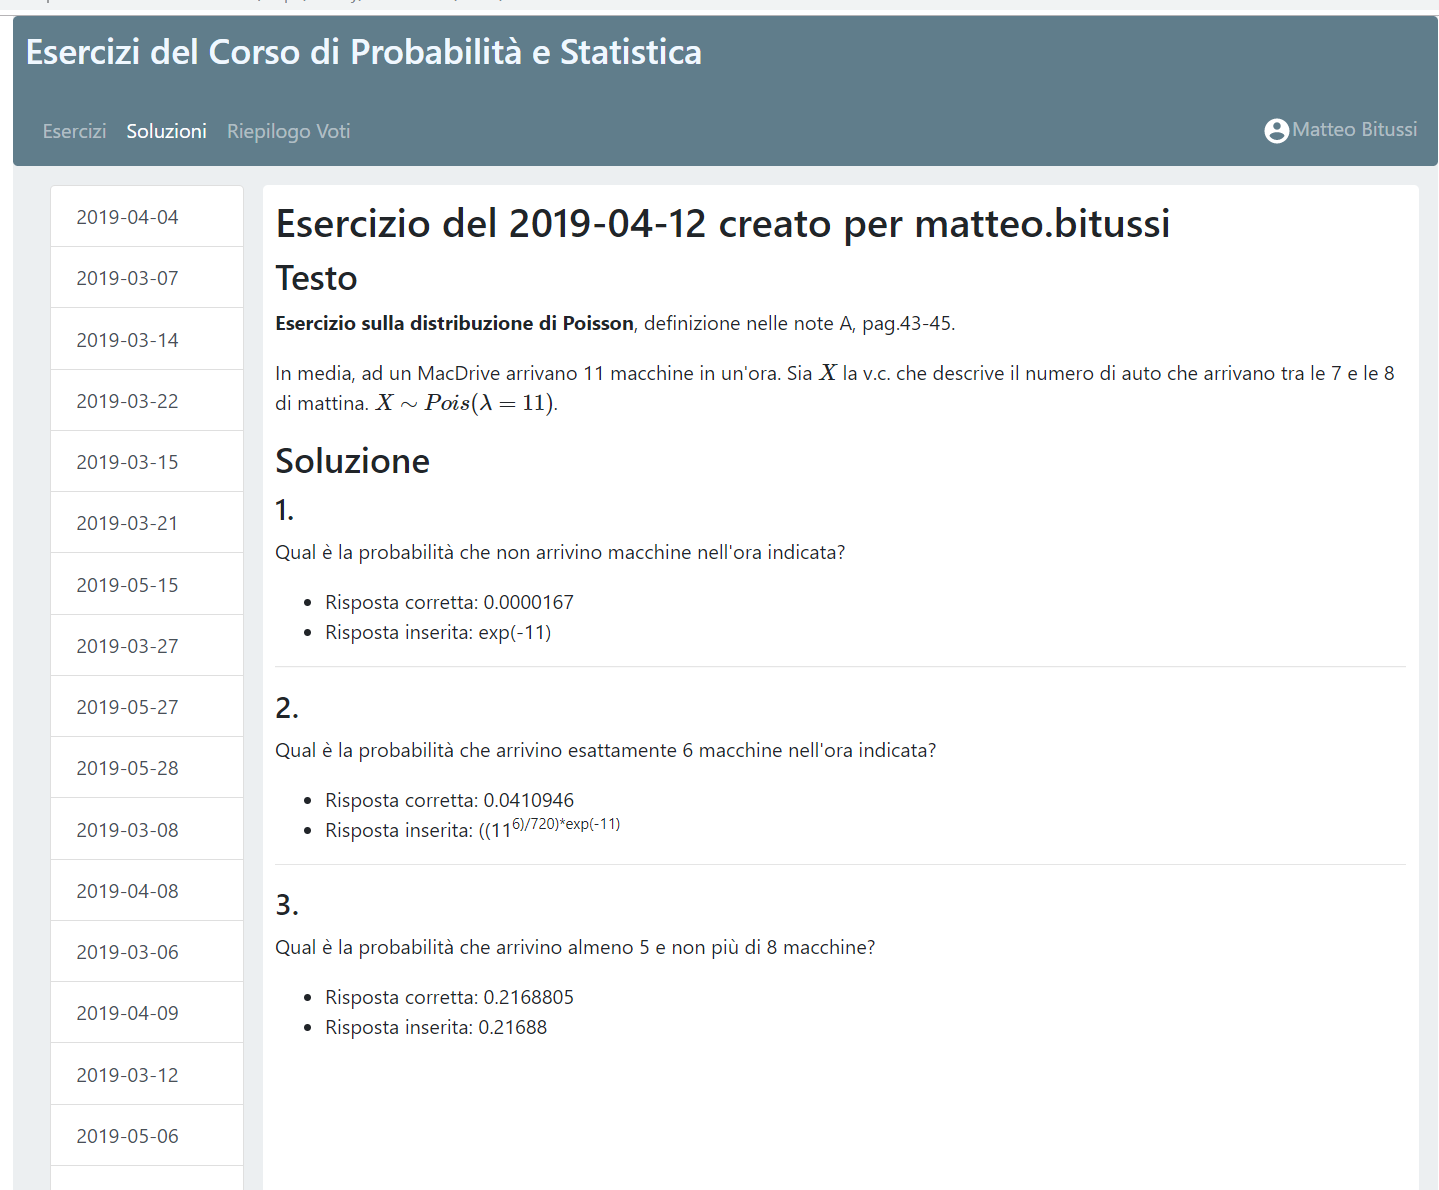 Esercizi del Corso di Probabilità e Statistica
Esercizi Soluzioni Riepilogo Voti
Matteo Bitussi
2019-04-04
2019-03-07
2019-03-14
2019-03-22
2019-03-15
2019-03-21
2019-05-15
2019-03-27
2019-05-27
2019-05-28
2019-03-08
2019-04-08
2019-03-06
2019-04-09
2019-03-12
2019-05-06
Esercizio del 2019-04-12 creato per matteo.bitussi
Testo
Esercizio sulla distribuzione di Poisson, definizione nelle note A, pag.43-45.
In media, ad un MacDrive arrivano 11 macchine in un'ora. Sia X la v.c. che descrive il numero di auto che arrivano tra le 7 e le 8
di mattina. X ∼ Pois(λ = 11).
Soluzione
1.
Qual è la probabilità che non arrivino macchine nell'ora indicata?
• Risposta corretta: 0.0000167
• Risposta inserita: exp(-11)
2.
Qual è la probabilità che arrivino esattamente 6 macchine nell'ora indicata?
• Risposta corretta: 0.0410946
• Risposta inserita: ((11^6)/720)*exp(-11)
3.
Qual è la probabilità che arrivino almeno 5 e non più di 8 macchine?
• Risposta corretta: 0.2168805
• Risposta inserita: 0.21688